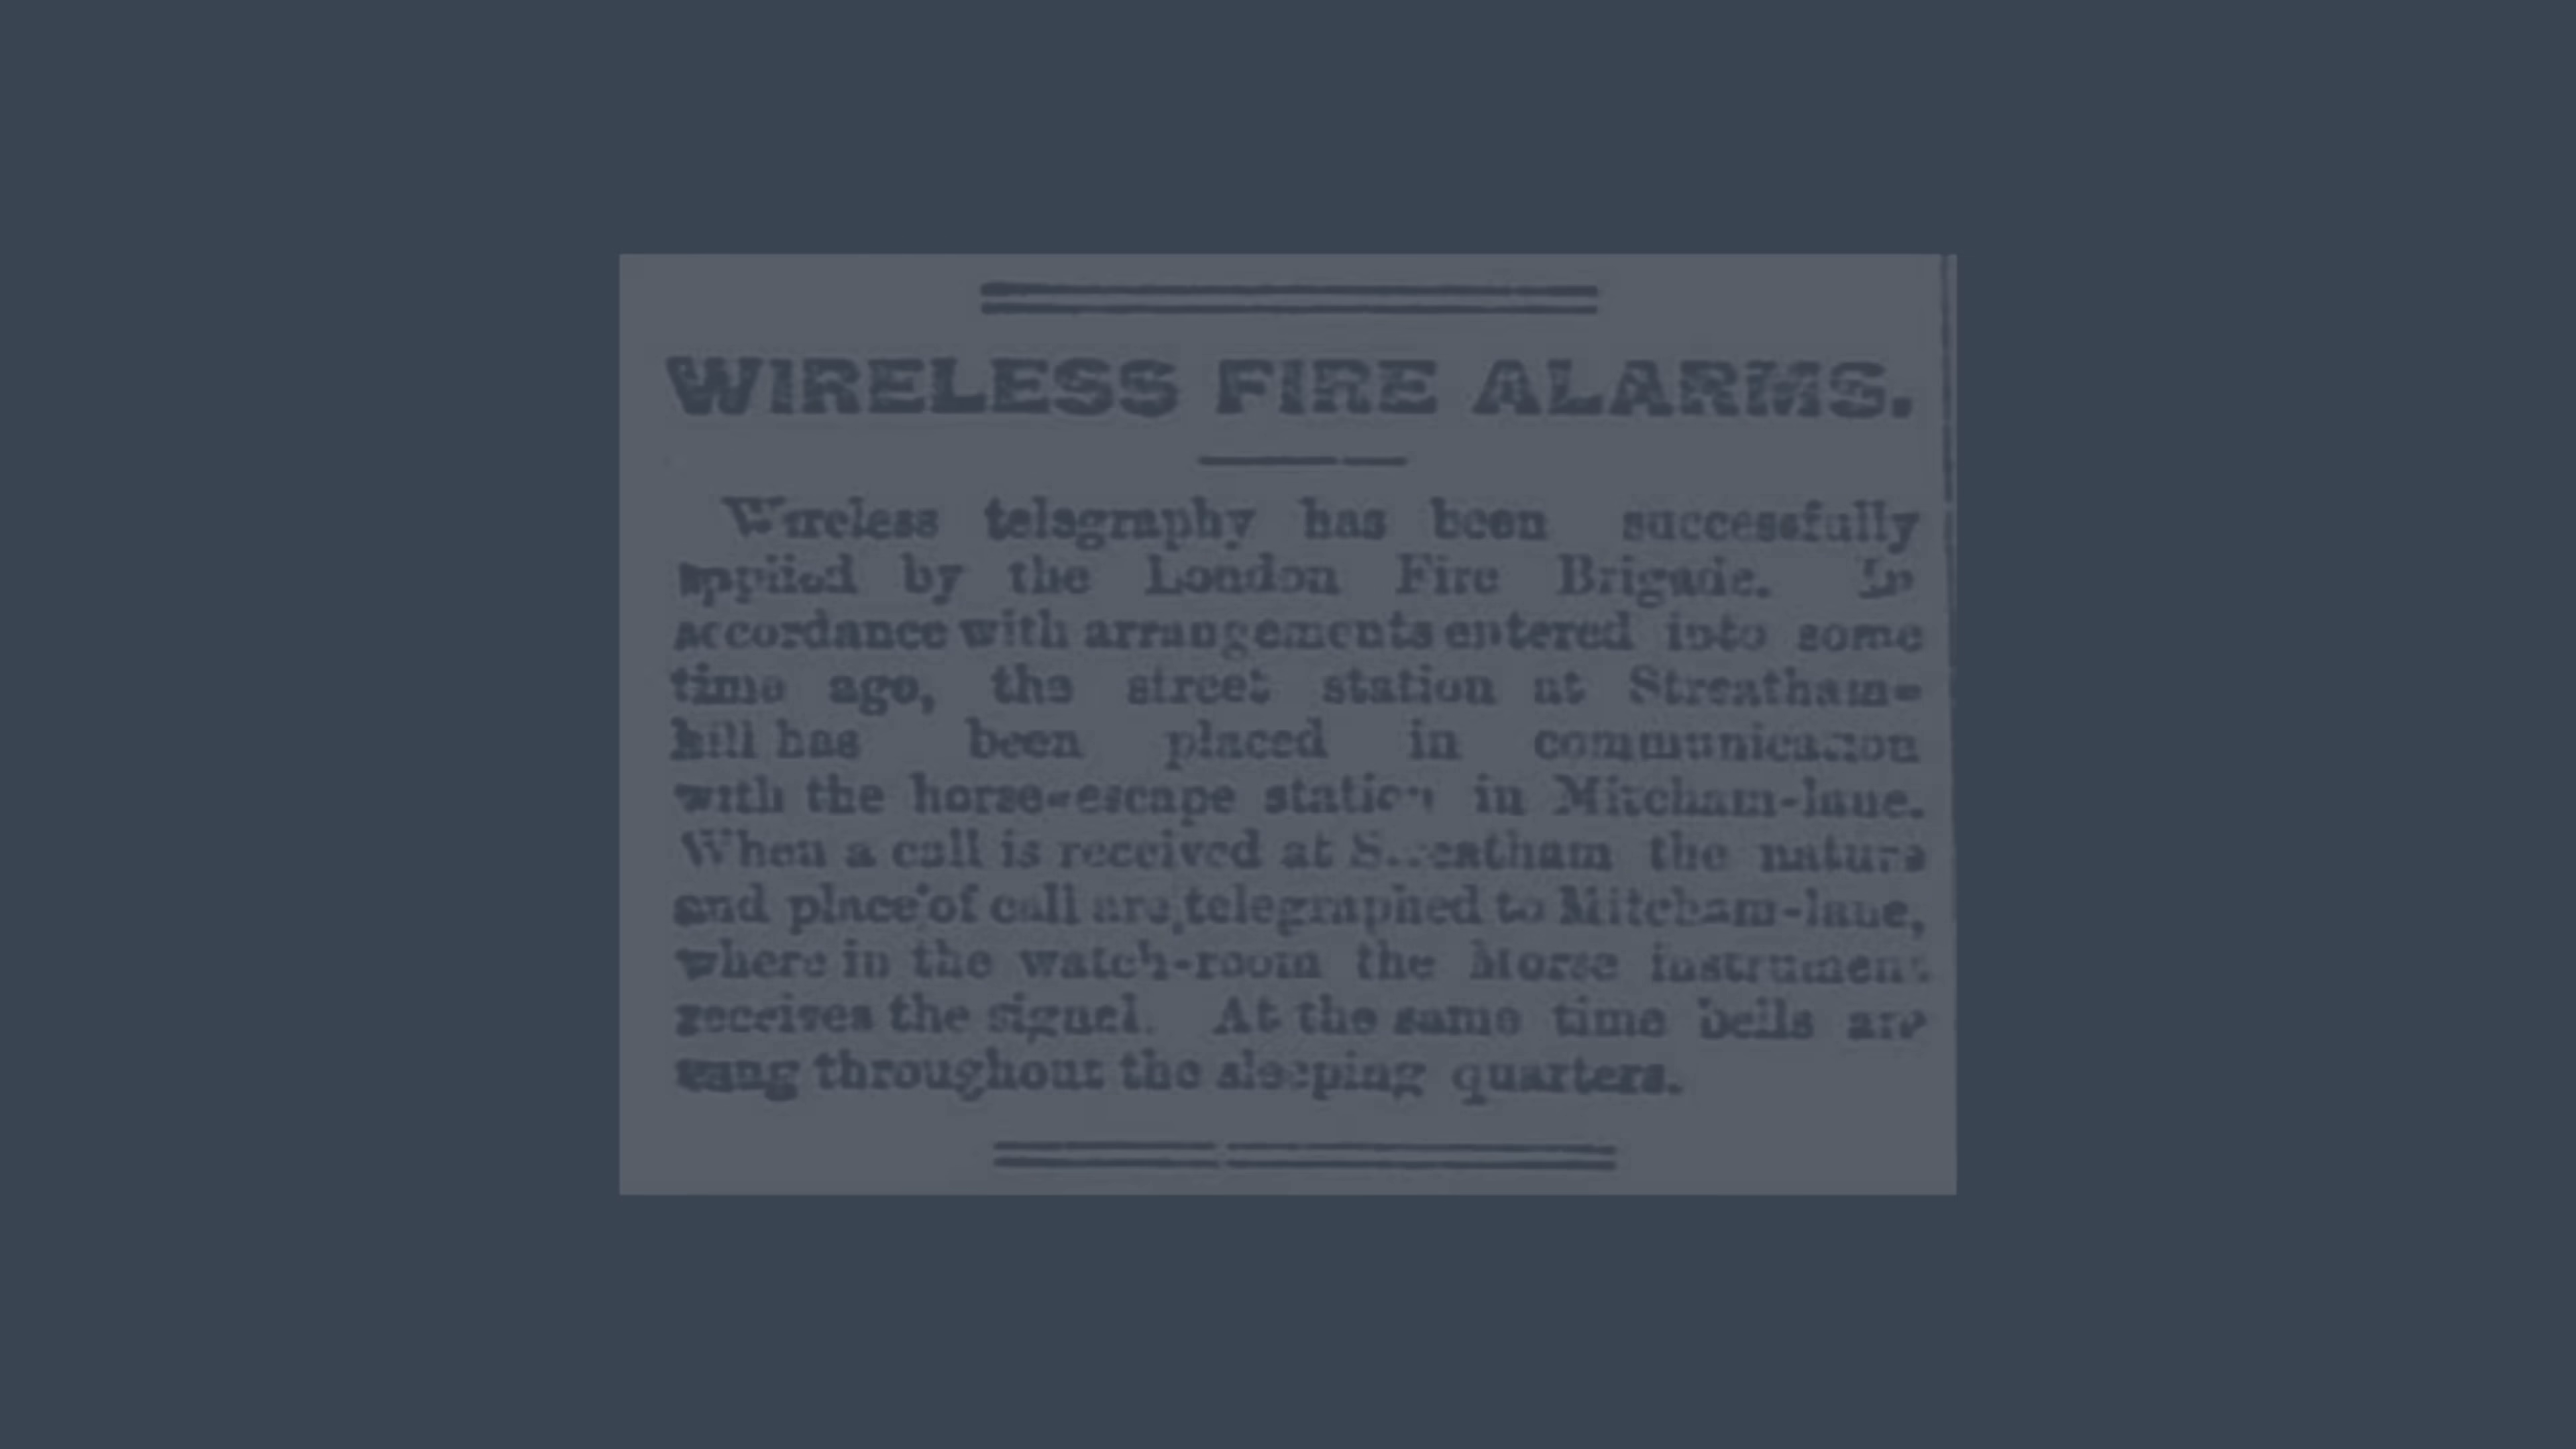 WIRELESS FIRE ALARMS.
Wireless telegraphy has been successfully
applied by the London Fire Brigade. In
accordance with arrangements entered into some
time ago, the street station at Streatham-
hill has been placed in communication
with the horse-escape station in Mitcham-lane.
When a call is received at Streatham the nature
and place of call are telegraphed to Mitcham-lane,
where in the watch-room the Morse instrument
receives the signal. At the same time bells are
rang throughout the sleeping quarters.